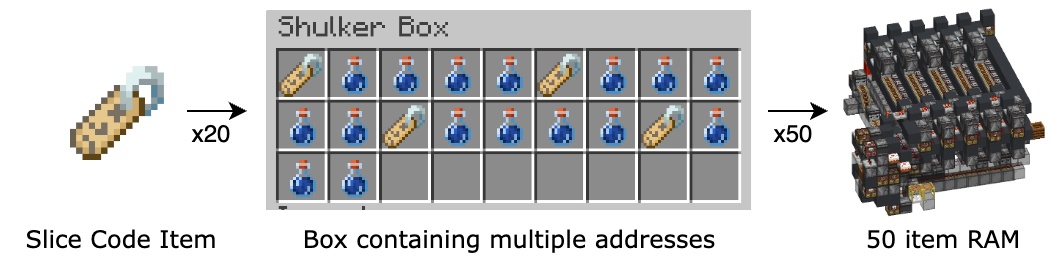 Shulker Box
x20
x50
Slice Code Item
Box containing multiple addresses
50 item RAM